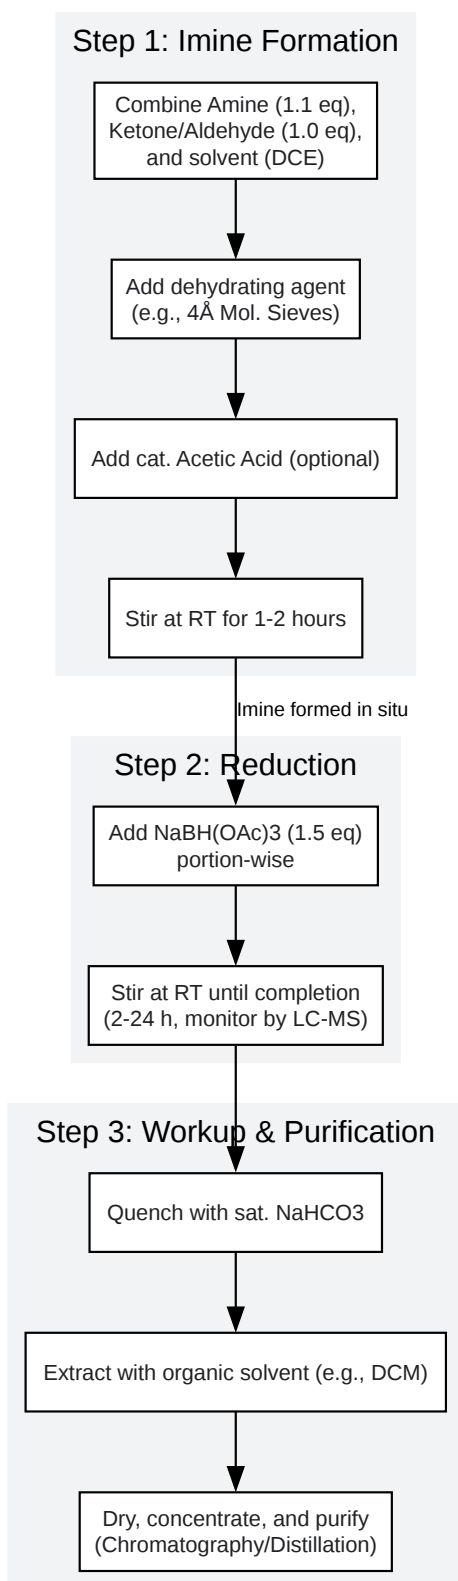 Step 1: Imine Formation
Combine Amine (1.1 eq),
Ketone/Aldehyde (1.0 eq),
and solvent (DCE)
Add dehydrating agent
(e.g., 4Å Mol. Sieves)
Add cat. Acetic Acid (optional)
Stir at RT for 1-2 hours
Imine formed in situ
Step 2: Reduction
Add NaBH(OAc)3 (1.5 eq)
portion-wise
Stir at RT until completion
(2-24 h, monitor by LC-MS)
Step 3: Workup & Purification
Quench with sat. NaHCO3
Extract with organic solvent (e.g., DCM)
Dry, concentrate, and purify
(Chromatography/Distillation)